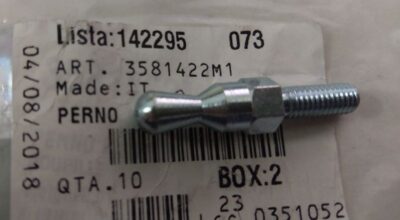 Lista:142295 073
ART. 3581422M1
Made:IT
PERNO
QTA.10 BOX:2
23
0351052
04/08/2018